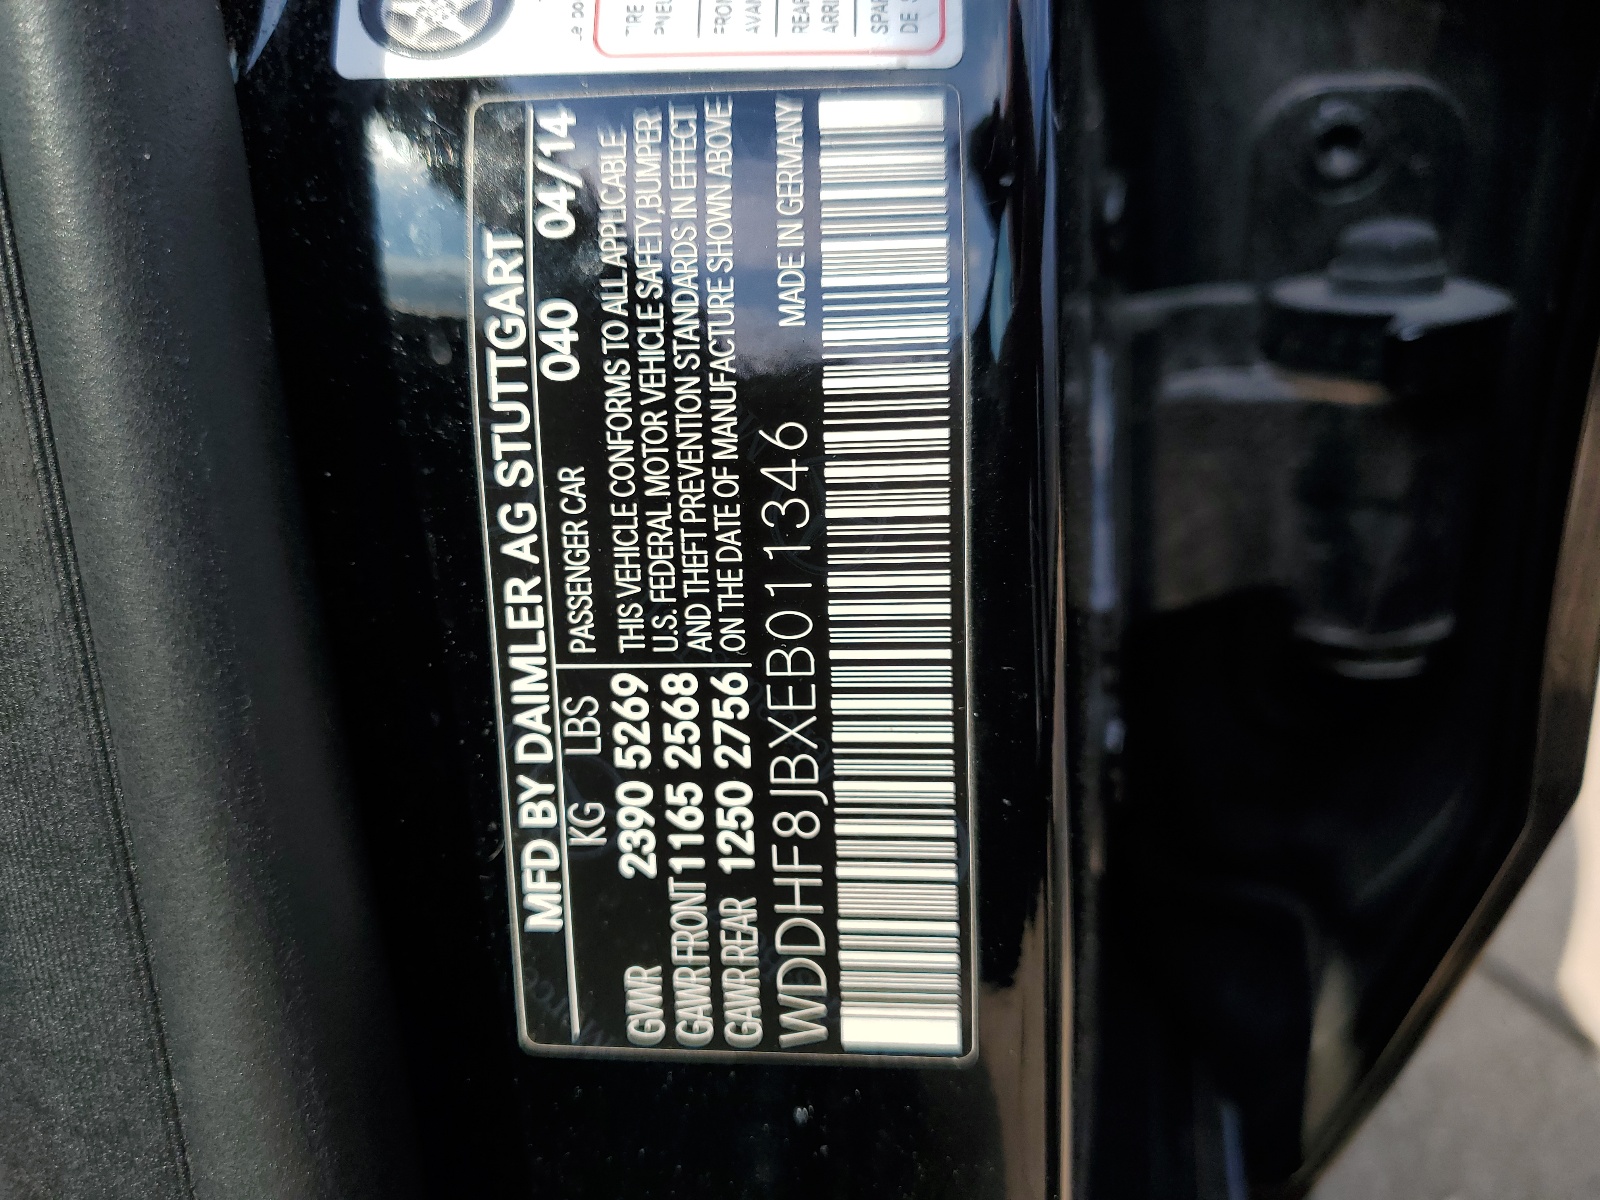 MFD BY DAIMLER AG STUTTGART
KG LBS PASSENGER CAR 040 04/14
GVWR 2390 5269 THIS VEHICLE CONFORMS TO ALL APPLICABLE
GAWR FRONT 1165 2568 U.S. FEDERAL MOTOR VEHICLE SAFETY,BUMPER
GAWR REAR 1250 2756 AND THEFT PREVENTION STANDARDS IN EFFECT
ON THE DATE OF MANUFACTURE SHOWN ABOVE
WDDHF8JBXEB011346 MADE IN GERMANY